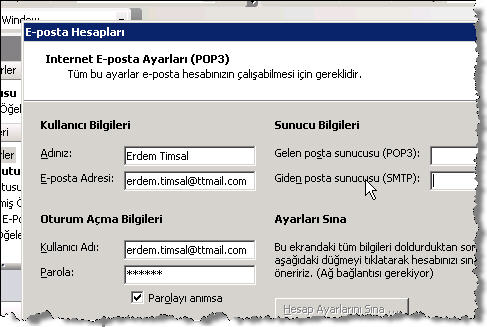 Window
E-posta Hesapları
Internet E-posta Ayarları (POP3)
Tüm bu ayarlar e-posta hesabınızın çalışabilmesi için gereklidir.
Kullanıcı Bilgileri
Sunucu Bilgileri
Adınız:
Erdem Timsal
Gelen posta sunucusu (POP3):
E-posta Adresi:
erdem.timsal@ttmail.com
Giden posta sunucusu (SMTP):
Oturum Açma Bilgileri
Ayarları Sına
Kullanıcı Adı:
erdem.timsal@ttmail.com
Bu ekrandaki tüm bilgileri doldurduktan son
aşağıdaki düğmeyi tıklatarak hesabınızı sına
Parola:
******
öneririz. (Ağ bağlantısı gerekiyor)
Parolayı anımsa
Hesap Ayarlarını Sına ...